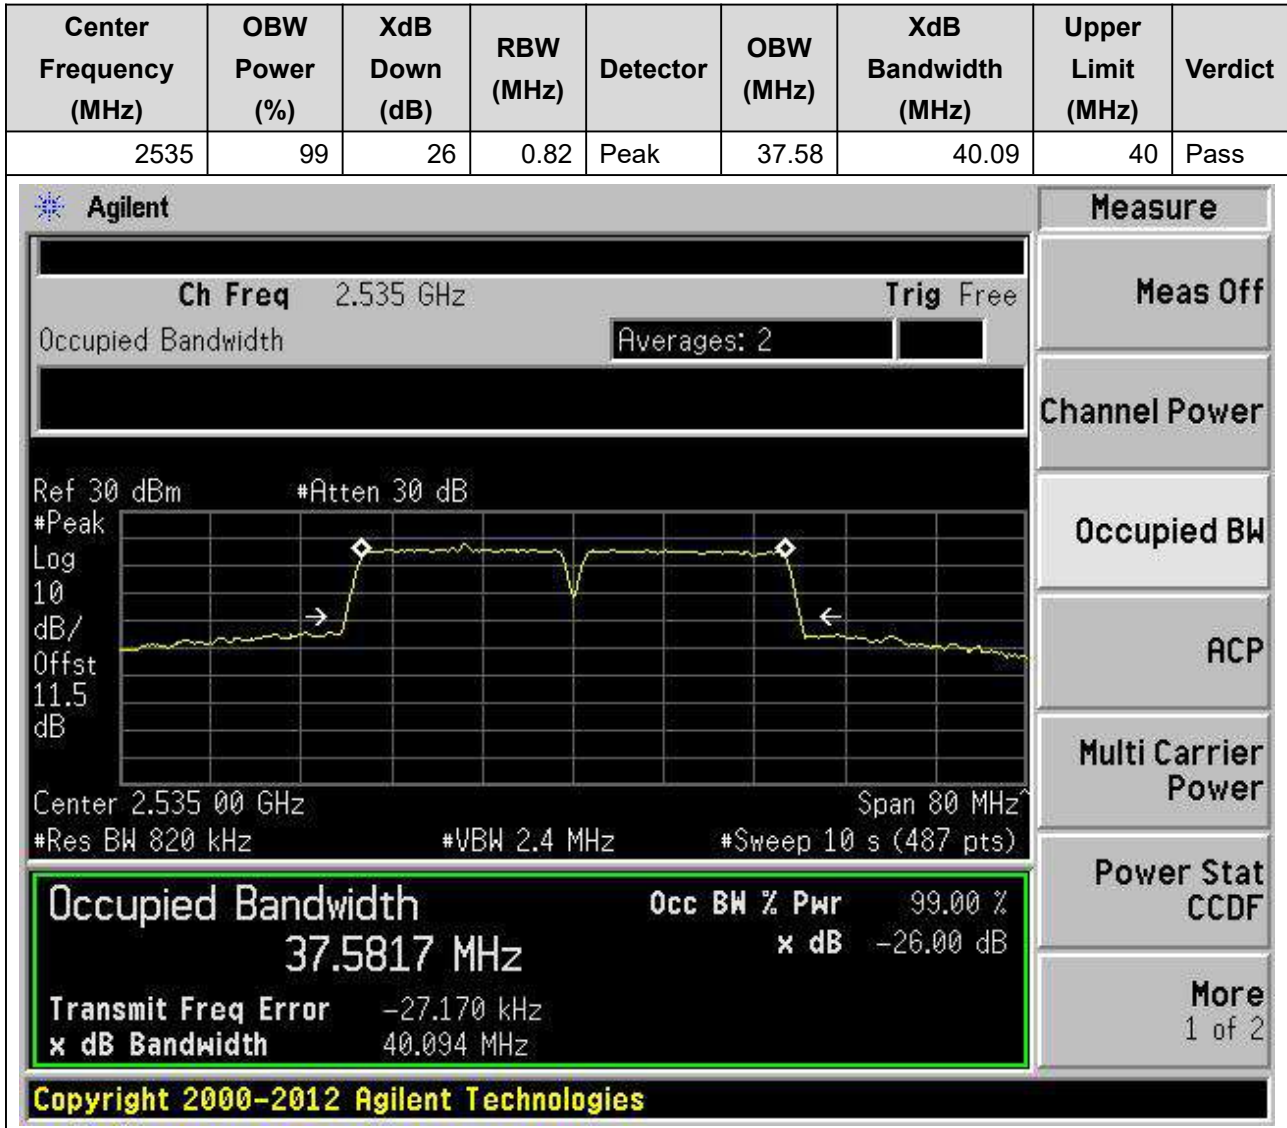 Center Frequency (MHz) OBW Power (%) XdB Down (dB) RBW (MHz) Detector OBW (MHz) XdB Bandwidth (MHz) Upper Limit (MHz) Verdict
2535 99 26 0.82 Peak 37.58 40.09 40 Pass
Agilent
Measure
Ch Freq 2.535 GHz Trig Free
Meas Off
Occupied Bandwidth Averages: 2
Channel Power
Ref 30 dBm #Atten 30 dB
#Peak
Log
10
dB/
Offst
11.5
dB
Occupied BW
ACP
Multi Carrier
Power
Center 2.535 00 GHz Span 80 MHz^
#Res BW 820 kHz #VBW 2.4 MHz #Sweep 10 s (487 pts)
Power Stat
CCDF
Occupied Bandwidth Occ BW % Pwr 99.00 %
37.5817 MHz x dB -26.00 dB
Transmit Freq Error -27.170 kHz
x dB Bandwidth 40.094 MHz
More
1 of 2
Copyright 2000-2012 Agilent Technologies